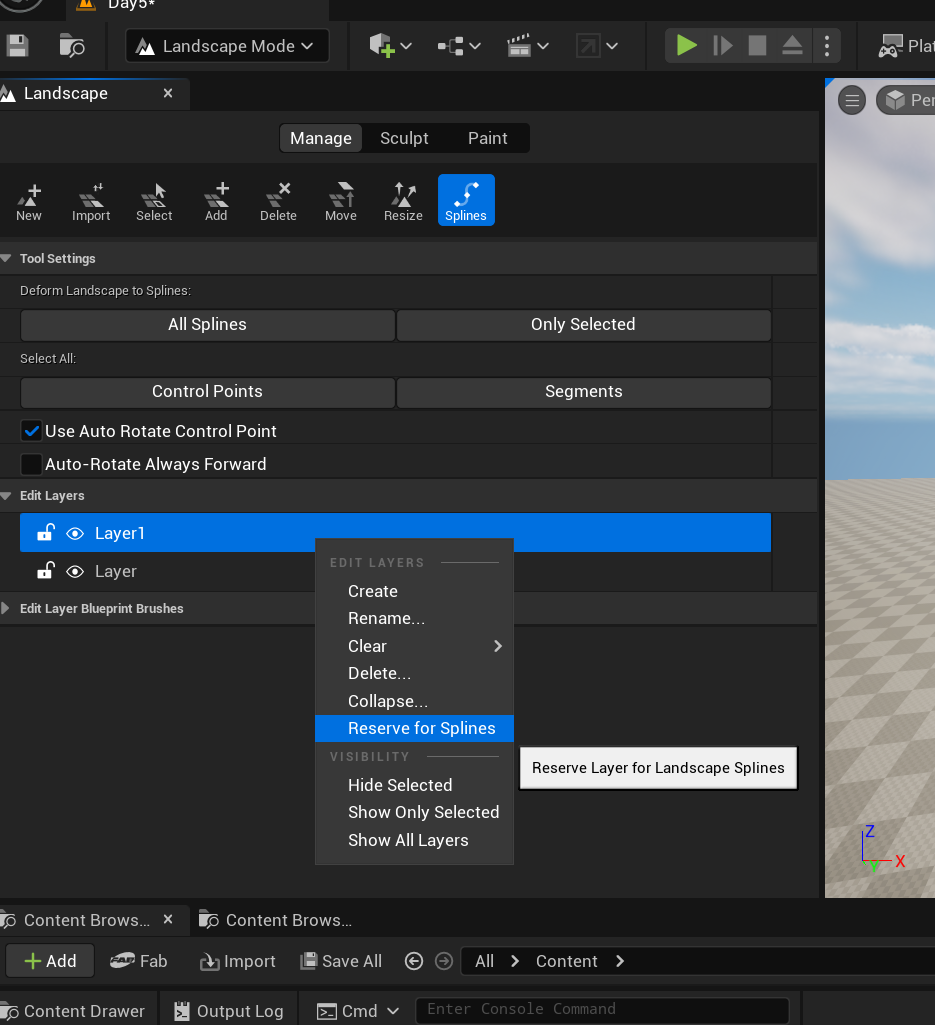 Day5*
Landscape Mode
Plat
Landscape
Per
Manage Sculpt Paint
New Import Select Add Delete Move Resize Splines
Tool Settings
Deform Landscape to Splines:
All Splines Only Selected
Select All:
Control Points Segments
Use Auto Rotate Control Point
Auto-Rotate Always Forward
Edit Layers
Layer1
Layer
Edit Layer Blueprint Brushes
EDIT LAYERS
Create
Rename...
Clear
Delete...
Collapse...
Reserve for Splines
VISIBILITY
Hide Selected
Show Only Selected
Show All Layers
Reserve Layer for Landscape Splines
Z
X
Y
Content Brows... Content Brows...
Add FAB Fab Import Save All All Content
Content Drawer Output Log Cmd Enter Console Command